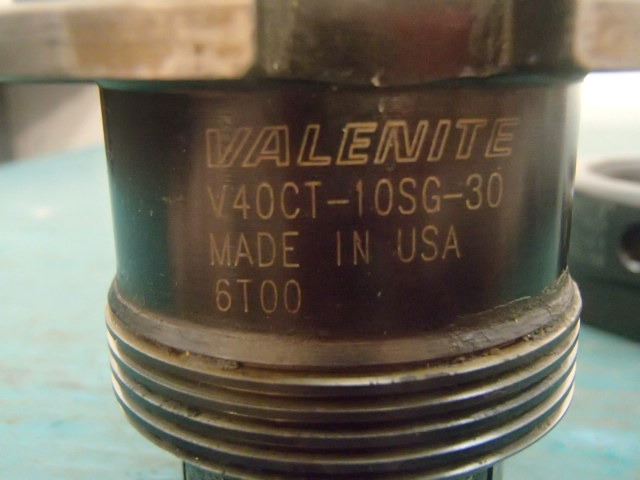 VALENITE
V40CT-10SG-30
MADE IN USA
6T00